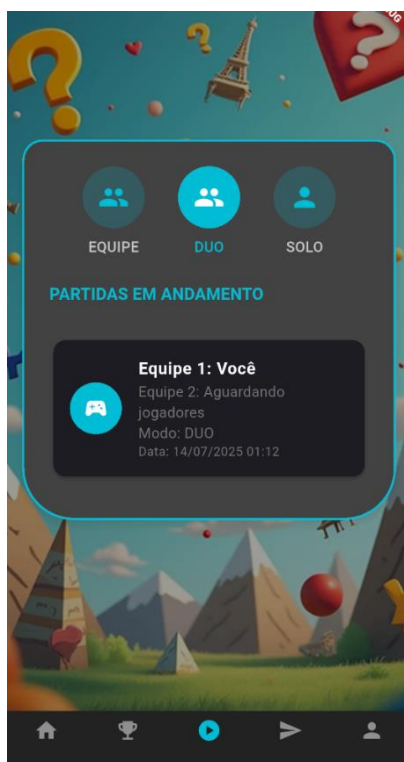 EQUIPE
DUO
SOLO
PARTIDAS EM ANDAMENTO
Equipe 1: Você
Equipe 2: Aguardando
jogadores
Modo: DUO
Data: 14/07/2025 01:12